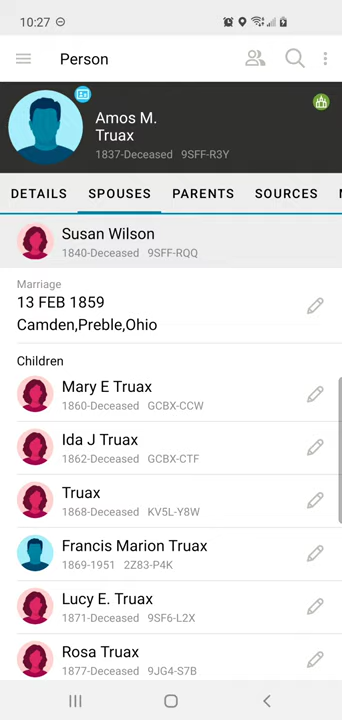 10:27
Person
Amos M.
Truax
1837-Deceased 9SFF-R3Y
DETAILS SPOUSES PARENTS SOURCES
Susan Wilson
1840-Deceased 9SFF-RQQ
Marriage
13 FEB 1859
Camden,Preble,Ohio
Children
Mary E Truax
1860-Deceased GCBX-CCW
Ida J Truax
1862-Deceased GCBX-CTF
Truax
1868-Deceased KV5L-Y8W
Francis Marion Truax
1869-1951 2Z83-P4K
Lucy E. Truax
1871-Deceased 9SF6-L2X
Rosa Truax
1877-Deceased 9JG4-S7B